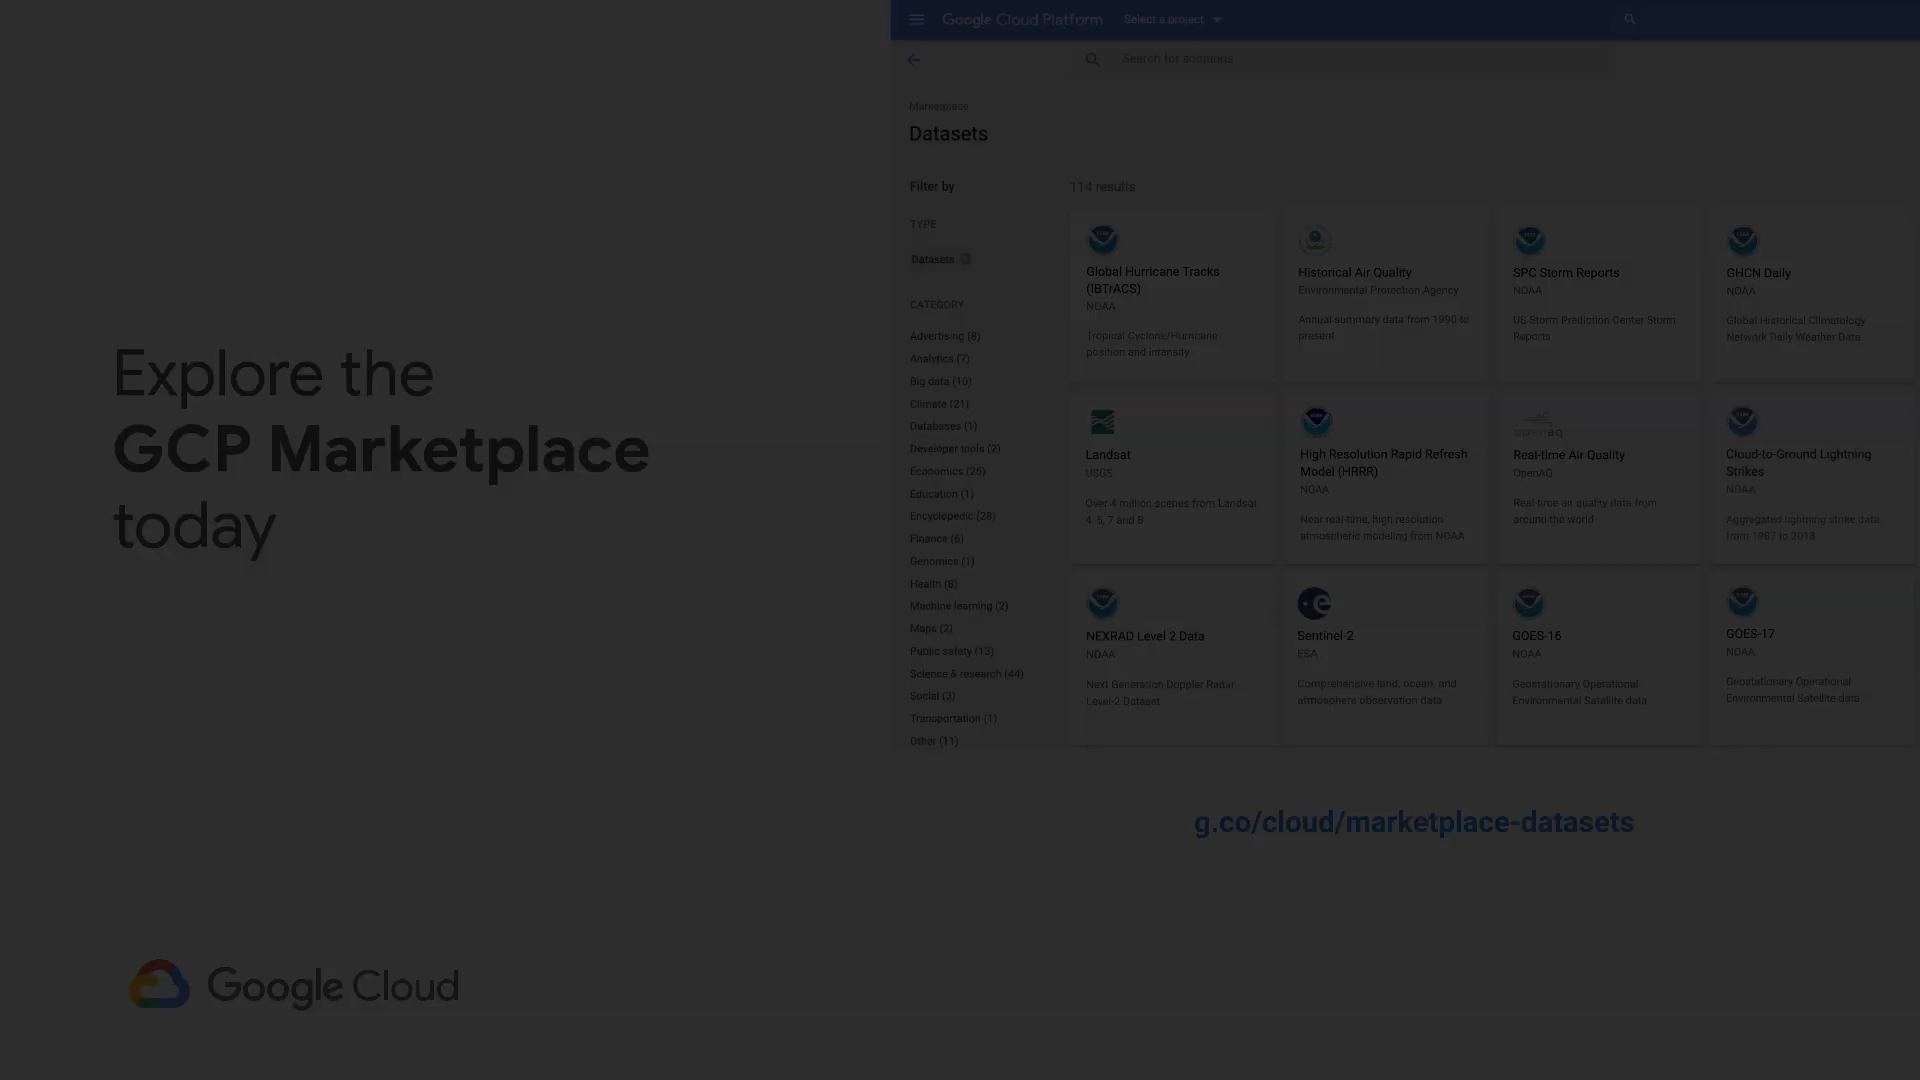 Explore the
GCP Marketplace
today
Google Cloud
Google Cloud Platform
Select a project
Search for solutions
Marketplace
Datasets
Filter by
TYPE
Datasets
CATEGORY
Advertising (8)
Analytics (7)
Big data (10)
Climate (21)
Databases (1)
Developer tools (2)
Economics (25)
Education (1)
Encyclopedic (28)
Finance (6)
Genomics (1)
Health (8)
Machine learning (2)
Maps (2)
Public safety (13)
Science & research (44)
Social (3)
Transportation (1)
Other (11)
114 results
Global Hurricane Tracks
(IBTrACS)
NOAA
Tropical Cyclone/Hurricane
position and intensity
Historical Air Quality
Environmental Protection Agency
Annual summary data from 1990 to
present
SPC Storm Reports
NOAA
US Storm Prediction Center Storm
Reports
GHCN Daily
NOAA
Global Historical Climatology
Network Daily Weather Data
Landsat
USGS
Over 4 million scenes from Landsat
4, 5, 7 and 8
High Resolution Rapid Refresh
Model (HRRR)
NOAA
Near real-time, high resolution
atmospheric modeling from NOAA
openaq
Real-time Air Quality
OpenAQ
Real-time air quality data from
around the world
Cloud-to-Ground Lightning
Strikes
NOAA
Aggregated lightning strike data
from 1987 to 2018
NEXRAD Level 2 Data
NOAA
Next Generation Doppler Radar
Level-2 Dataset
Sentinel-2
ESA
Comprehensive land, ocean, and
atmosphere observation data
GOES-16
NOAA
Geostationary Operational
Environmental Satellite data
GOES-17
NOAA
Geostationary Operational
Environmental Satellite data
g.co/cloud/marketplace-datasets